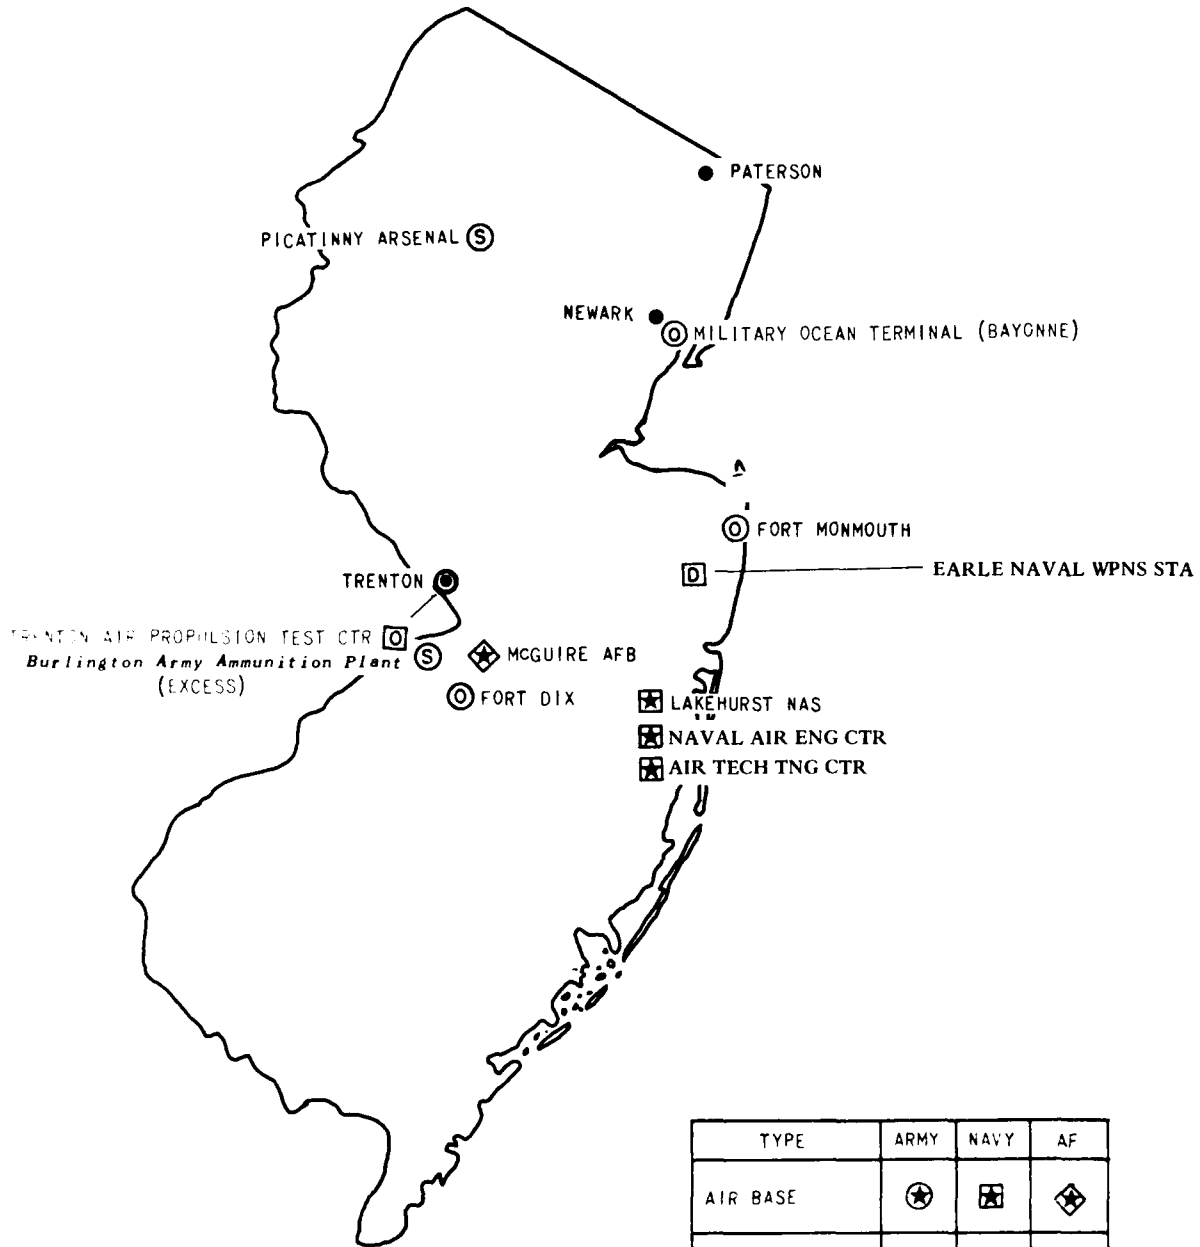 PATERSON
PICATINNY ARSENAL S
NEWARK
O MILITARY OCEAN TERMINAL (BAYONNE)
O FORT MONMOUTH
TRENTON
D EARLE NAVAL WPNS STA
TRENTON AIR PROPULSION TEST CTR O
Burlington Army Ammunition Plant S
(EXCESS)
McGUIRE AFB
O FORT DIX
LAKEHURST NAS
NAVAL AIR ENG CTR
AIR TECH TNG CTR
TYPE ARMY NAVY AF
AIR BASE